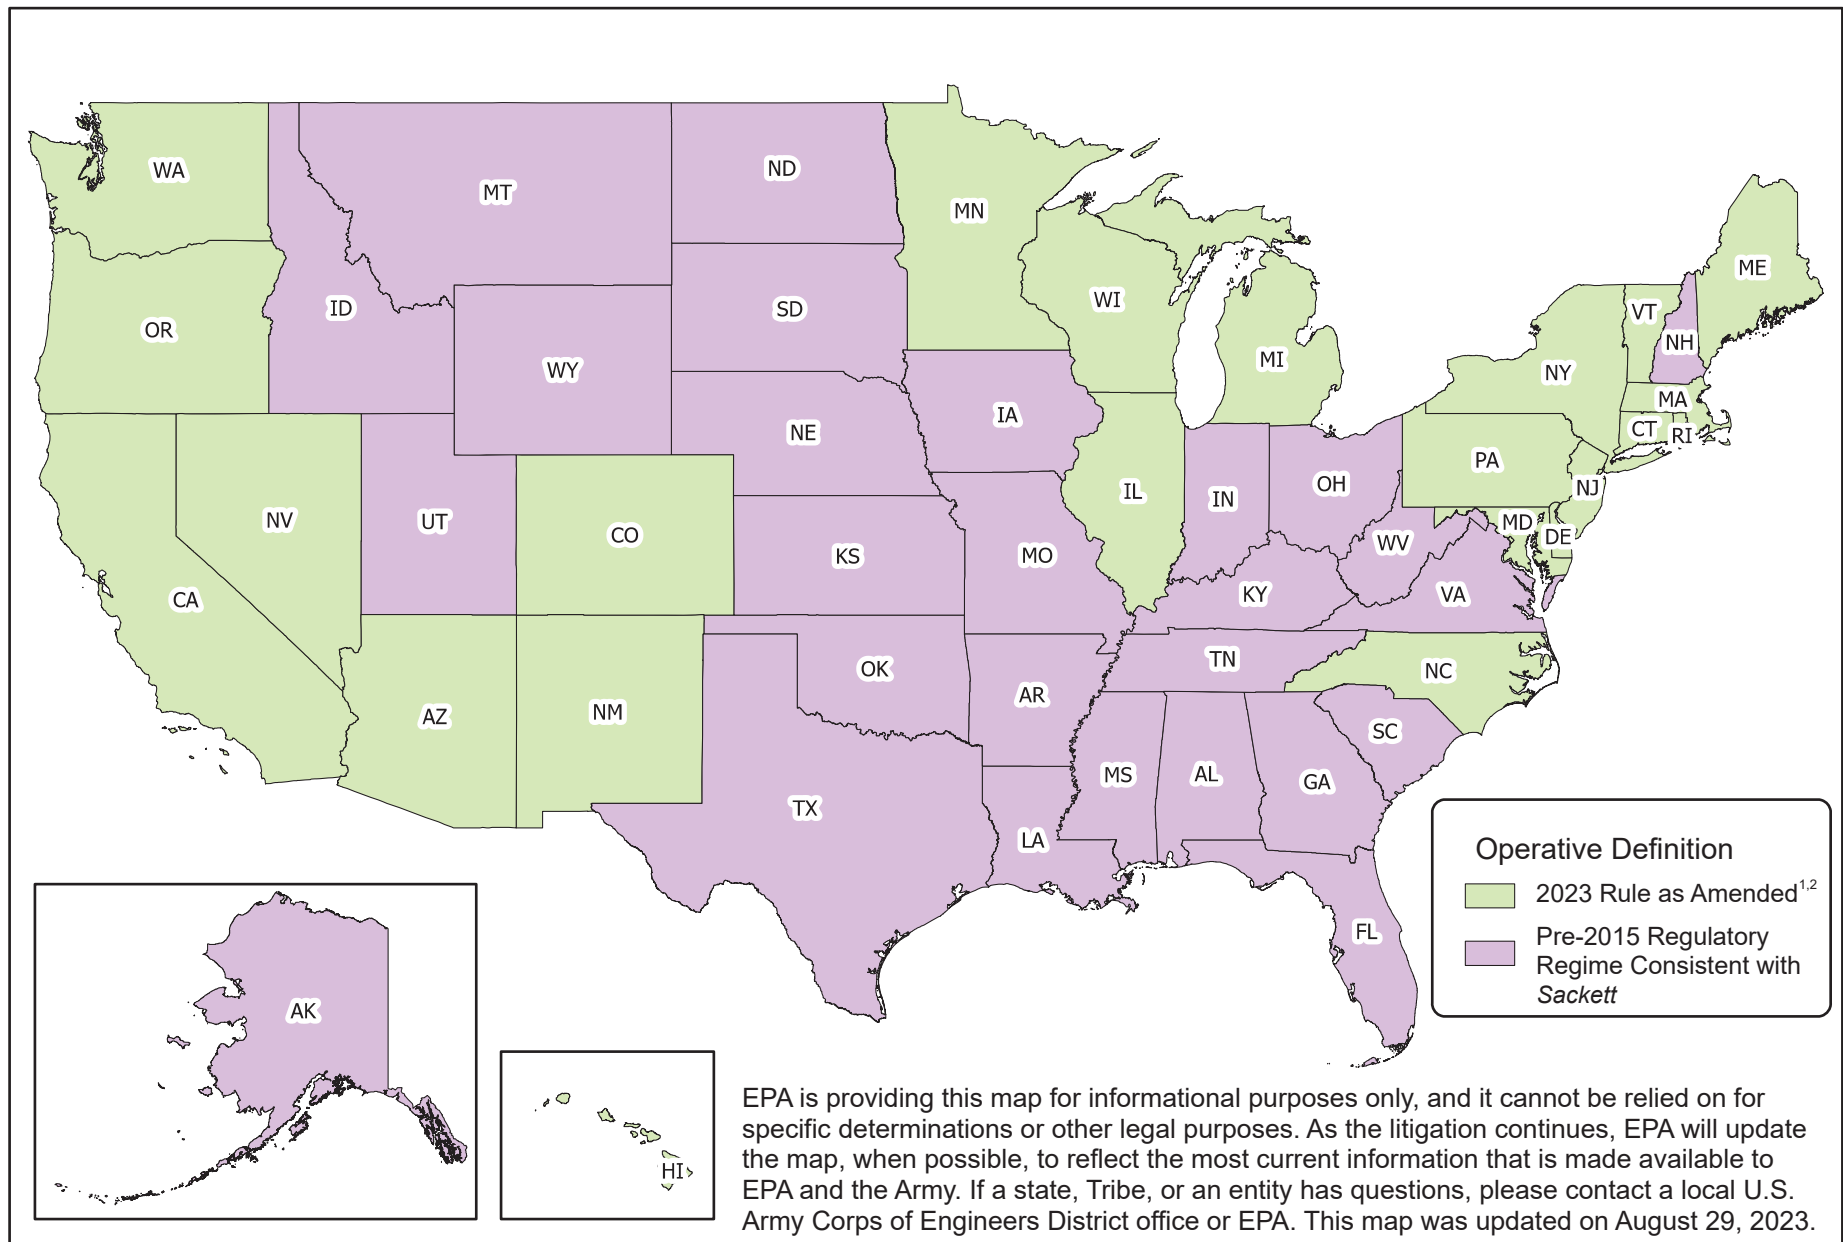 WA
MT
ND
MN
ME
OR
ID
SD
WI
VT
NH
WY
MI
NY
MA
IA
NE
CT
RI
PA
NJ
NV
UT
CO
KS
MO
IL
IN
OH
WV
MD
DE
CA
KY
VA
AZ
NM
OK
AR
TN
NC
SC
MS
AL
GA
TX
LA
FL
AK
HI
Operative Definition
2023 Rule as Amended1,2
Pre-2015 Regulatory
Regime Consistent with
Sackett
EPA is providing this map for informational purposes only, and it cannot be relied on for
specific determinations or other legal purposes. As the litigation continues, EPA will update
the map, when possible, to reflect the most current information that is made available to
EPA and the Army. If a state, Tribe, or an entity has questions, please contact a local U.S.
Army Corps of Engineers District office or EPA. This map was updated on August 29, 2023.